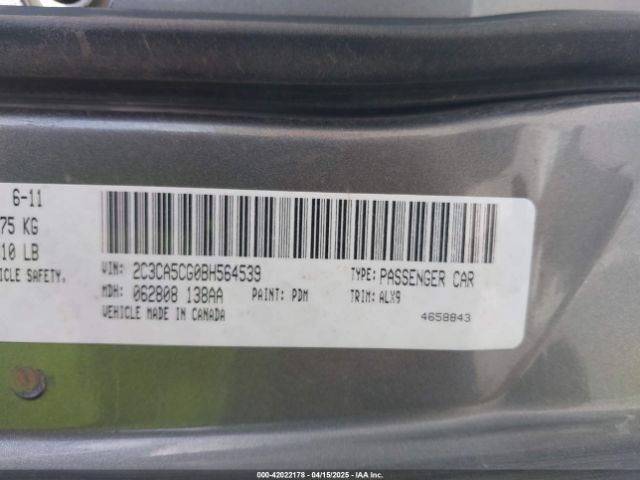 6-11
75 KG
10 LB
ICLE SAFETY.
VIN: 2C3CA5CG0BH564539 TYPE: PASSENGER CAR
MDH: 062808 138AA PAINT: PDM TRIM: ALX9
VEHICLE MADE IN CANADA
4658843
000-42022178 - 04/15/2025 - IAA Inc.